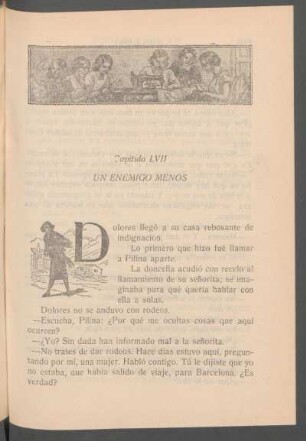 Capítulo LVII
UN ENEMIGO MENOS
Dolores llegó a su casa rebosante de
indignación.
Lo primero que hizo fué llamar
a Pilina aparte.
La doncella acudió con recelo al
llamamiento de su señorita; se ima-
ginaba para qué quería hablar con
ella a solas.
Dolores no se anduvo con rodeos.
—Escucha, Pilina: ¿Por qué me ocultas cosas que aquí
ocurren?
—¿Yo? Sin duda han informado mal a la señorita.
—No trates de dar rodeos. Hace días estuvo aquí, pregun-
tando por mí, una mujer. Habló contigo. Tú le dijiste que yo
no estaba, que había salido de viaje, para Barcelona. ¿Es
verdad?